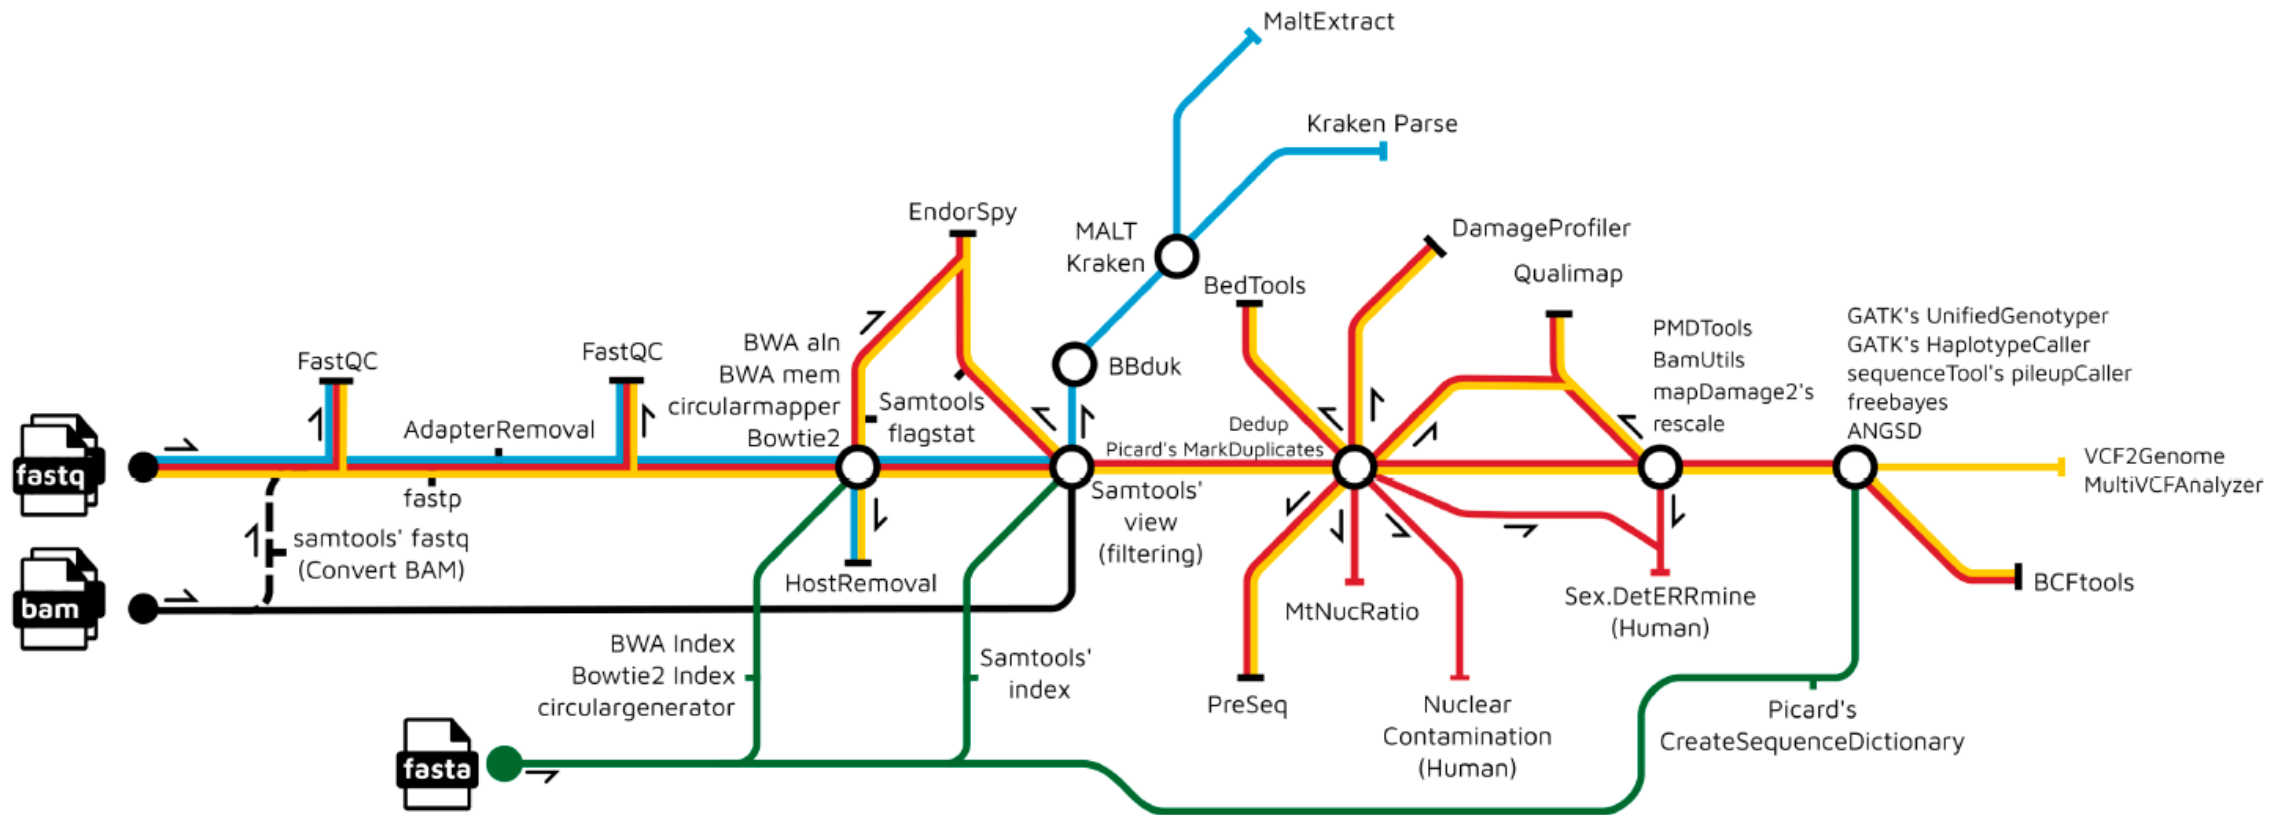 MaltExtract
Kraken Parse
EndorSpy
MALT
Kraken
DamageProfiler
Qualimap
BedTools
FastQC
FastQC
BWA aln
BWA mem
circularmapper
Bowtie2
Samtools
flagstat
BBduk
Dedup
Picard's MarkDuplicates
PMDTools
BamUtils
mapDamage2's
rescale
GATK's UnifiedGenotyper
GATK's HaplotypeCaller
sequenceTool's pileupCaller
freebayes
ANGSD
AdapterRemoval
fastq
fastp
VCF2Genome
MultiVCFAnalyzer
samtools' fastq
(Convert BAM)
Samtools'
view
(filtering)
bam
HostRemoval
MtNucRatio
Sex.DetERRmine
(Human)
BCFtools
BWA Index
Bowtie2 Index
circulargenerator
Samtools'
index
PreSeq
Nuclear
Contamination
(Human)
Picard's
CreateSequenceDictionary
fasta